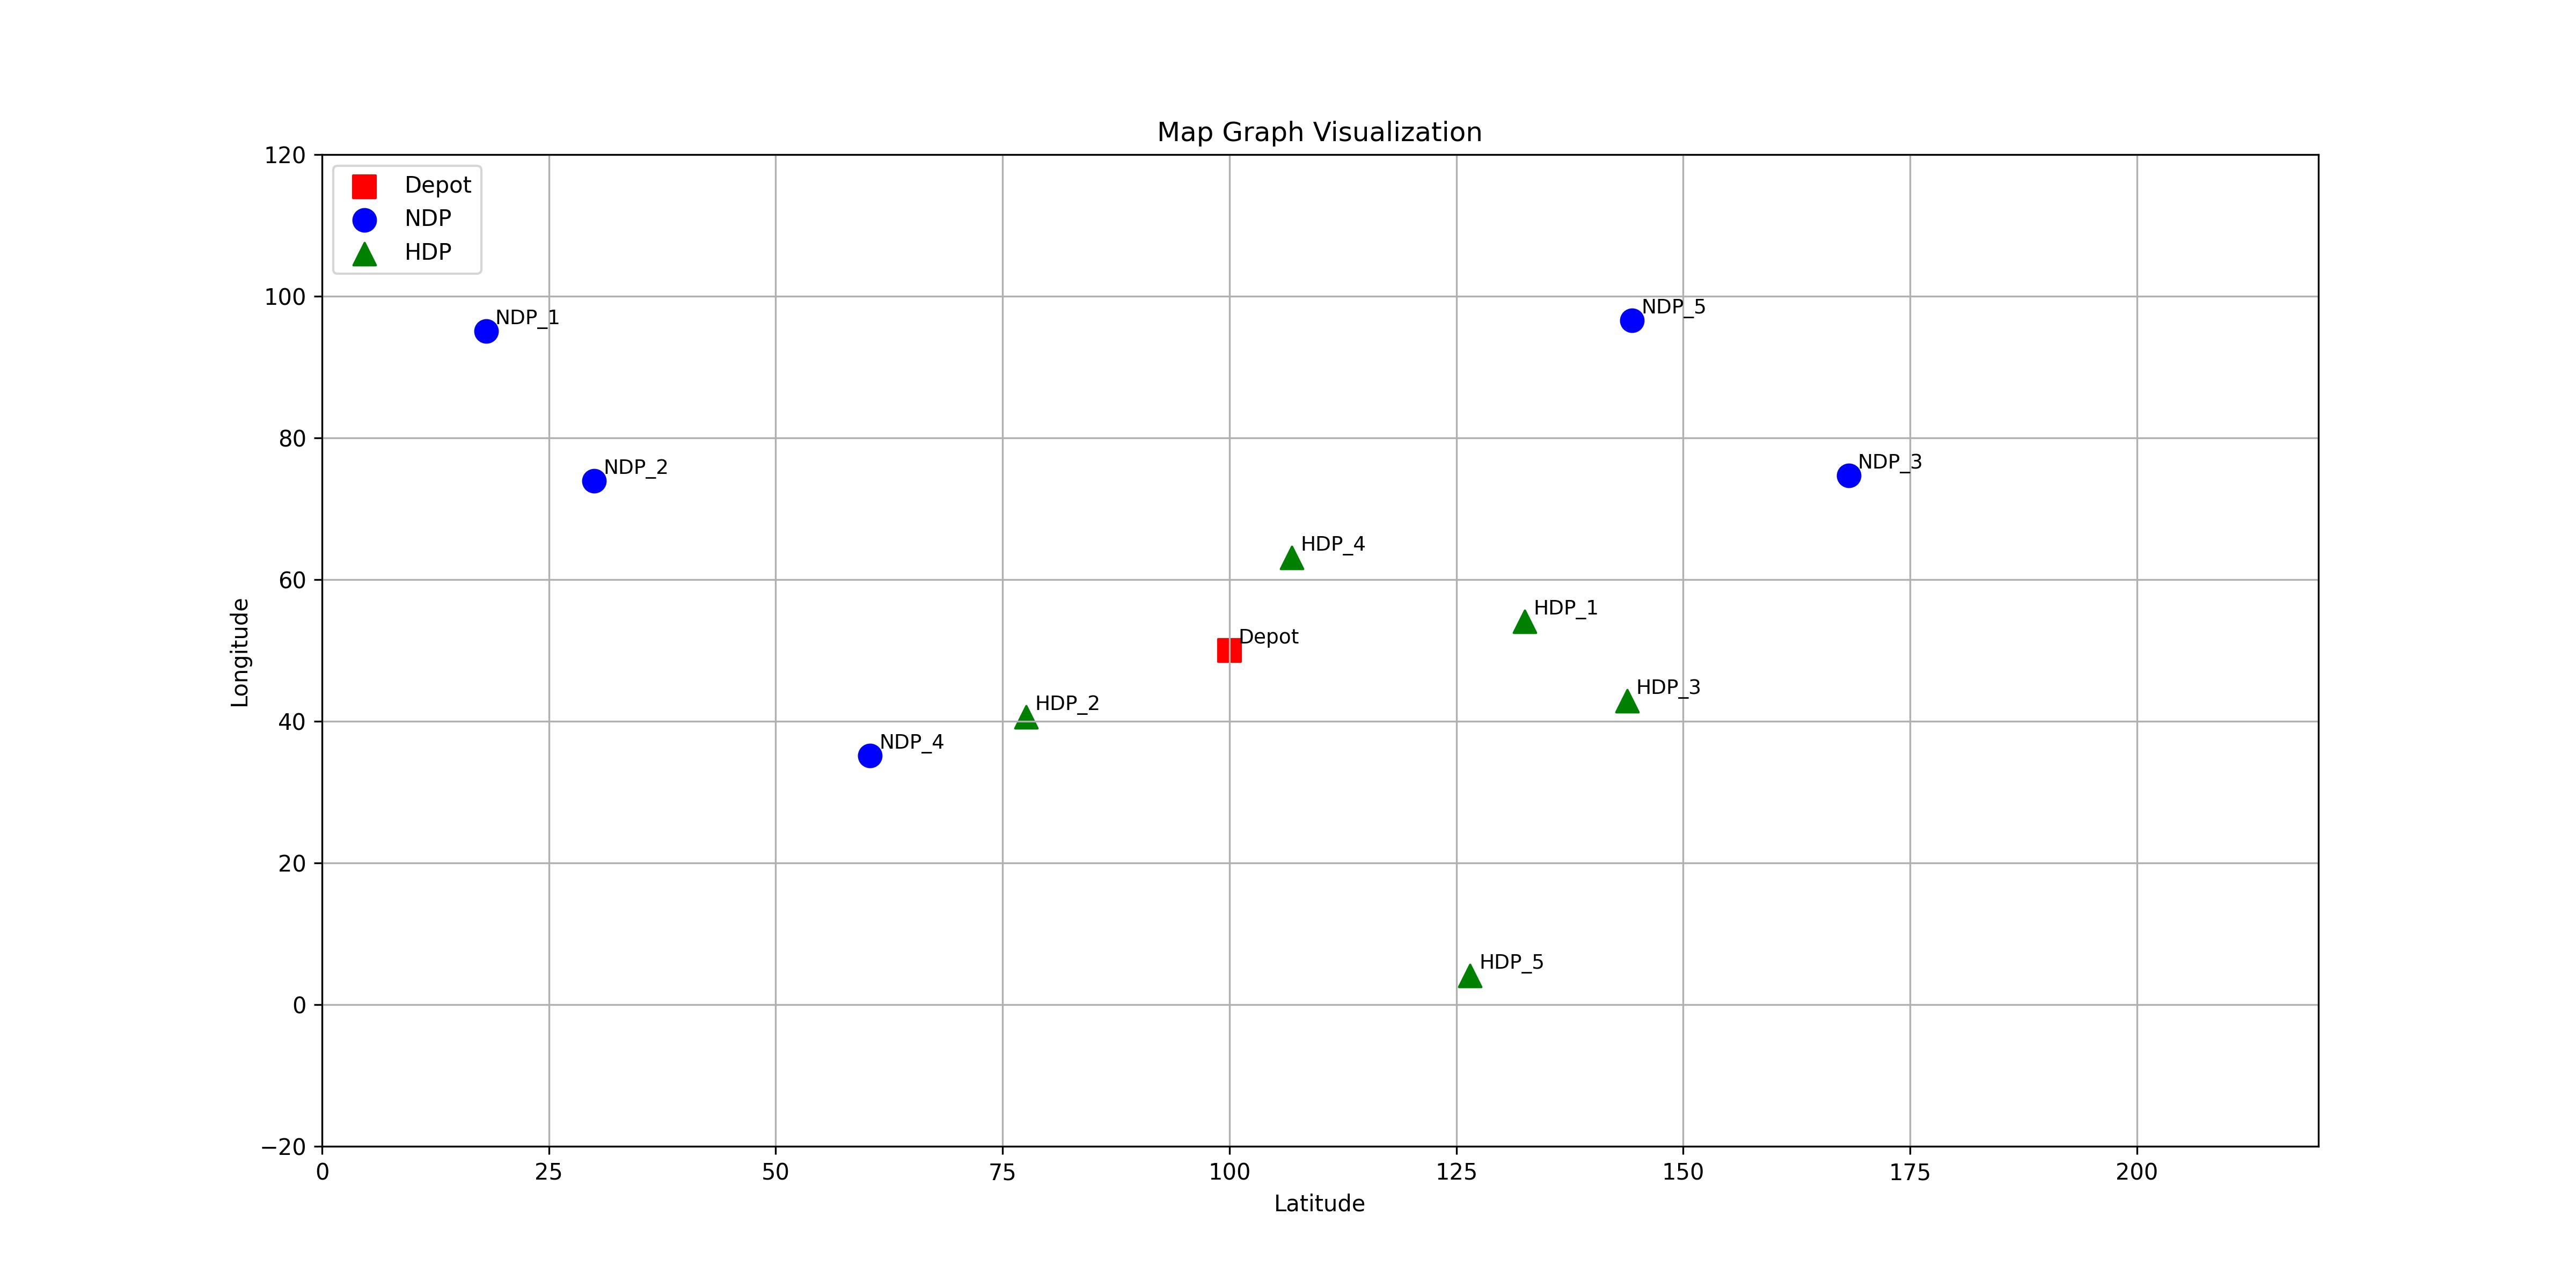 Map Graph Visualization
120
100
80
60
40
20
0
−20
Longitude
Depot
NDP
HDP
NDP_1
NDP_5
NDP_2
NDP_3
HDP_4
HDP_1
Depot
HDP_3
HDP_2
NDP_4
HDP_5
0 25 50 75 100 125 150 175 200
Latitude